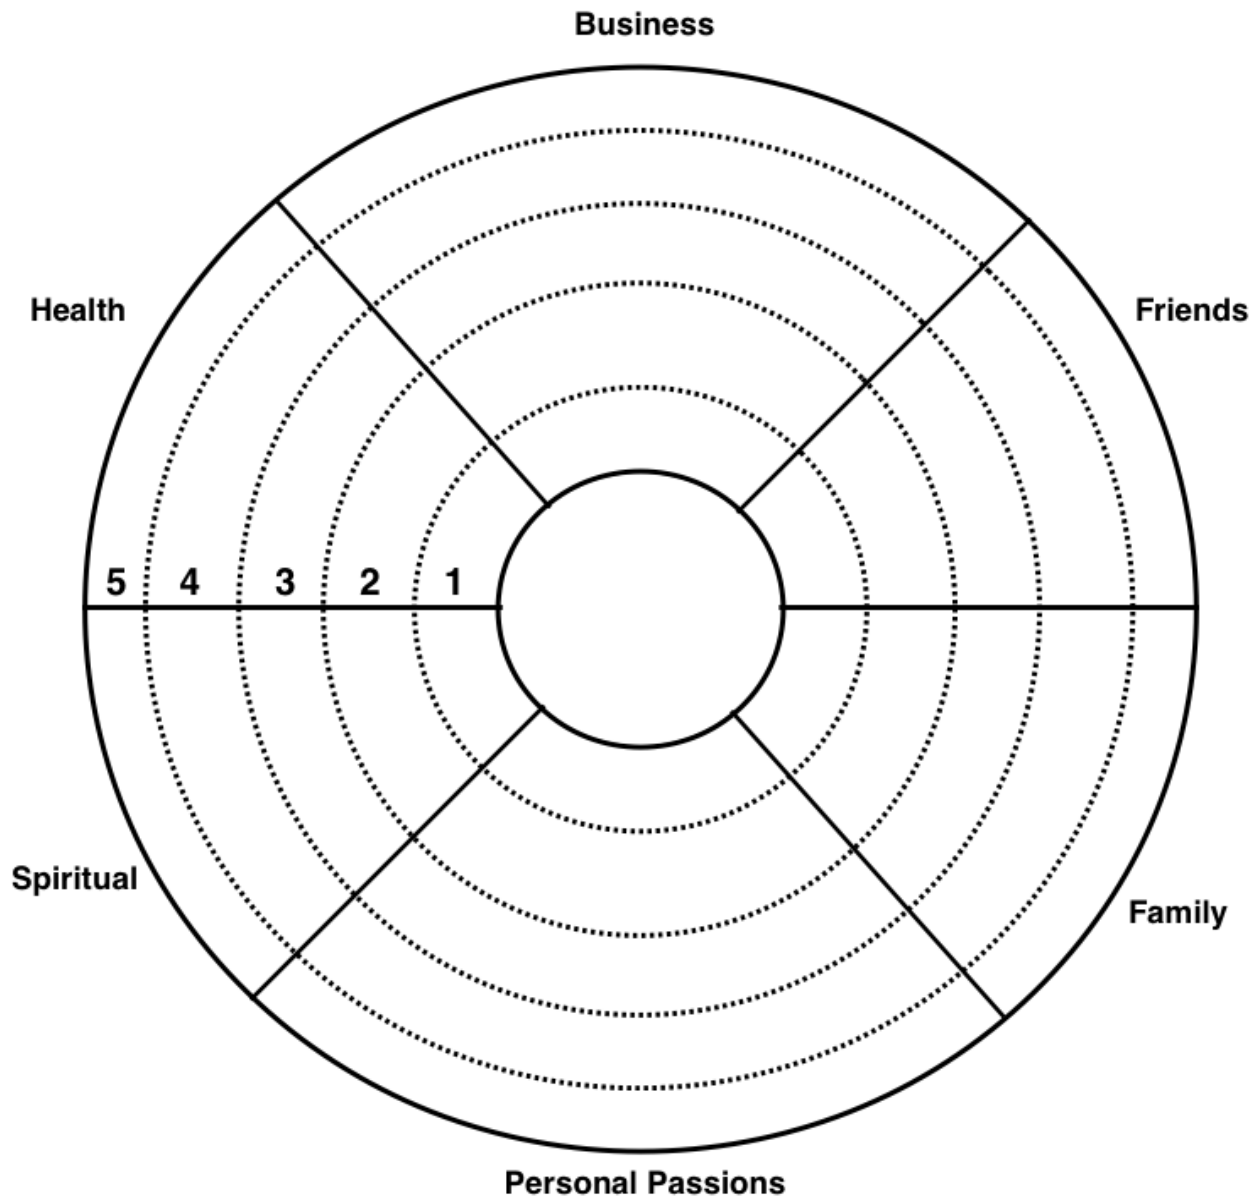 Business
Health
Friends
5 4 3 2 1
Spiritual
Family
Personal Passions